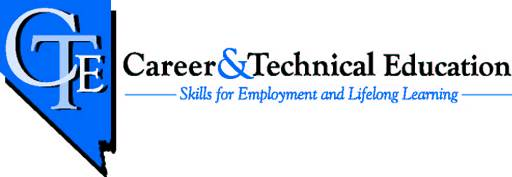 CTE
Career&Technical Education
Skills for Employment and Lifelong Learning